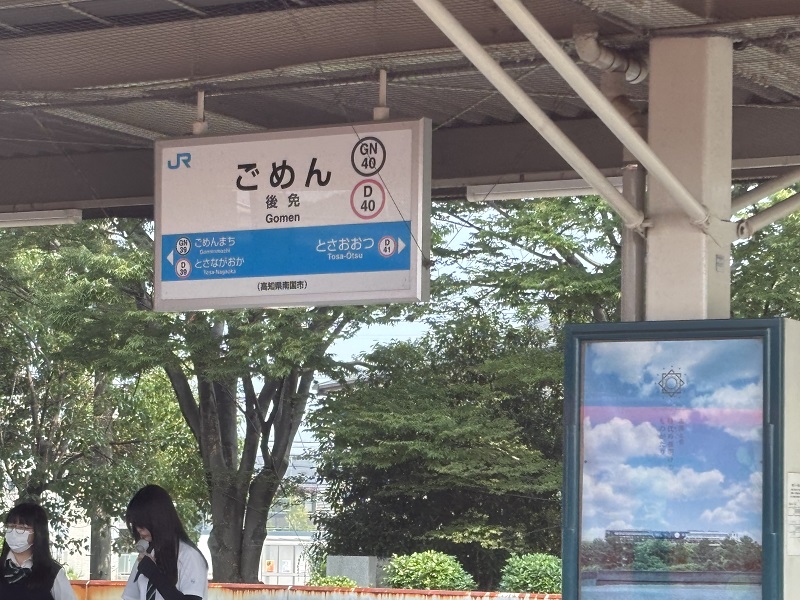 JR
ごめん
後免
Gomen
GN
40
D
40
GN
39
ごめんまち
Gomenmachi
D
39
とさながおか
Tosa-Nagaoka
とさおおつ
Tosa-Otsu
D
41
(高知県南国市)